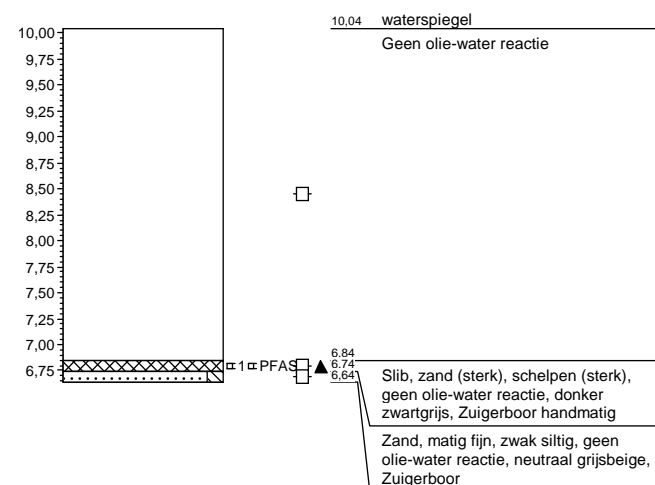 10,04 waterspiegel
10,00
Geen olie-water reactie
9,75
9,50
9,25
9,00
8,75
8,50
8,25
8,00
7,75
7,50
7,25
7,00
6,75
1 PFAS
6.84
6.74
6,64
Slib, zand (sterk), schelpen (sterk),
geen olie-water reactie, donker
zwartgrijs, Zuigerboor handmatig
Zand, matig fijn, zwak siltig, geen
olie-water reactie, neutraal grijsbeige,
Zuigerboor